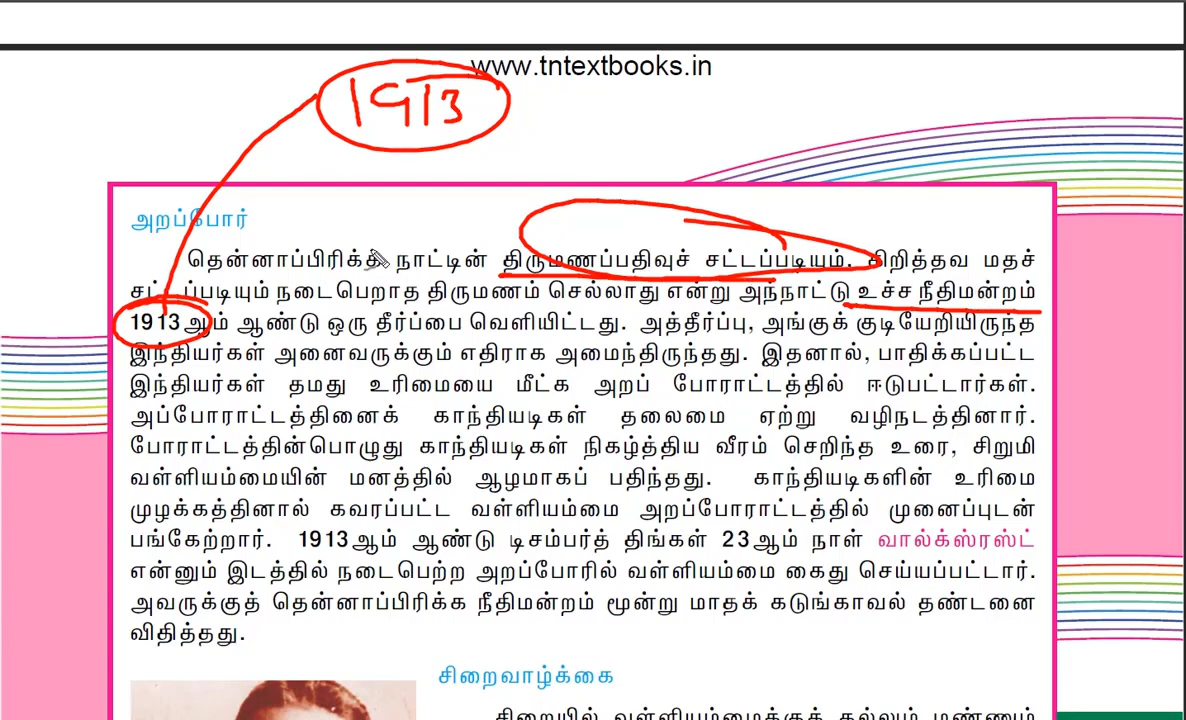 www.tntextbooks.in
1913
அறப்போர்
தென்னாப்பிரிக்க நாட்டின் திருமணப்பதிவுச் சட்டப்படியும், கிறித்தவ மதச்
சட்டப்படியும் நடைபெறாத திருமணம் செல்லாது என்று அந்நாட்டு உச்ச நீதிமன்றம்
1913ஆம் ஆண்டு ஒரு தீர்ப்பை வெளியிட்டது. அத்தீர்ப்பு, அங்குக் குடியேறியிருந்த
இந்தியர்கள் அனைவருக்கும் எதிராக அமைந்திருந்தது. இதனால், பாதிக்கப்பட்ட
இந்தியர்கள் தமது உரிமையை மீட்க அறப் போராட்டத்தில் ஈடுபட்டார்கள்.
அப்போராட்டத்தினைக் காந்தியடிகள் தலைமை ஏற்று வழிநடத்தினார்.
போராட்டத்தின்பொழுது காந்தியடிகள் நிகழ்த்திய வீரம் செறிந்த உரை, சிறுமி
வள்ளியம்மையின் மனத்தில் ஆழமாகப் பதிந்தது. காந்தியடிகளின் உரிமை
முழக்கத்தினால் கவரப்பட்ட வள்ளியம்மை அறப்போராட்டத்தில் முனைப்புடன்
பங்கேற்றார். 1913ஆம் ஆண்டு டிசம்பர்த் திங்கள் 23ஆம் நாள் வால்க்ஸ்ரஸ்ட்
என்னும் இடத்தில் நடைபெற்ற அறப்போரில் வள்ளியம்மை கைது செய்யப்பட்டார்.
அவருக்குத் தென்னாப்பிரிக்க நீதிமன்றம் மூன்று மாதக் கடுங்காவல் தண்டனை
விதித்தது.
சிறைவாழ்க்கை
சிறையில் வள்ளியம்மைக்குக் கல்லும் மண்ணும்